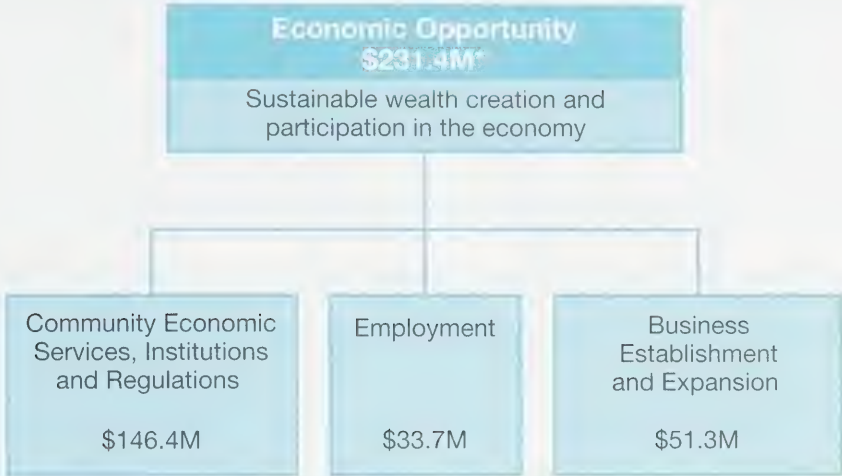 Economic Opportunity
$231.4M*
Sustainable wealth creation and
participation in the economy
Community Economic
Services, Institutions
and Regulations
$146.4M
Employment
$33.7M
Business
Establishment
and Expansion
$51.3M